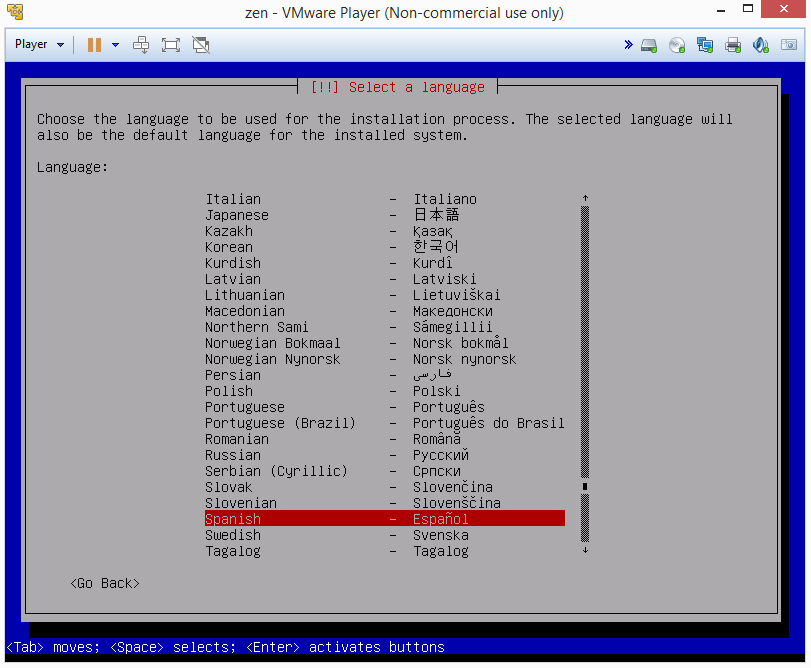 zen - VMware Player (Non-commercial use only)
Player
[!!] Select a language
Choose the language to be used for the installation process. The selected language will
also be the default language for the installed system.
Language:
Italian - Italiano
Japanese - 日本語
Kazakh - Қазақ
Korean - 한국어
Kurdish - Kurdî
Latvian - Latviski
Lithuanian - Lietuviškai
Macedonian - Македонски
Northern Sami - Sámegillii
Norwegian Bokmaal - Norsk bokmål
Norwegian Nynorsk - Norsk nynorsk
Persian - فارسی
Polish - Polski
Portuguese - Português
Portuguese (Brazil) - Português do Brasil
Romanian - Română
Russian - Русский
Serbian (Cyrillic) - Српски
Slovak - Slovenčina
Slovenian - Slovenščina
Spanish - Español
Swedish - Svenska
Tagalog - Tagalog
<Go Back>
<Tab> moves; <Space> selects; <Enter> activates buttons